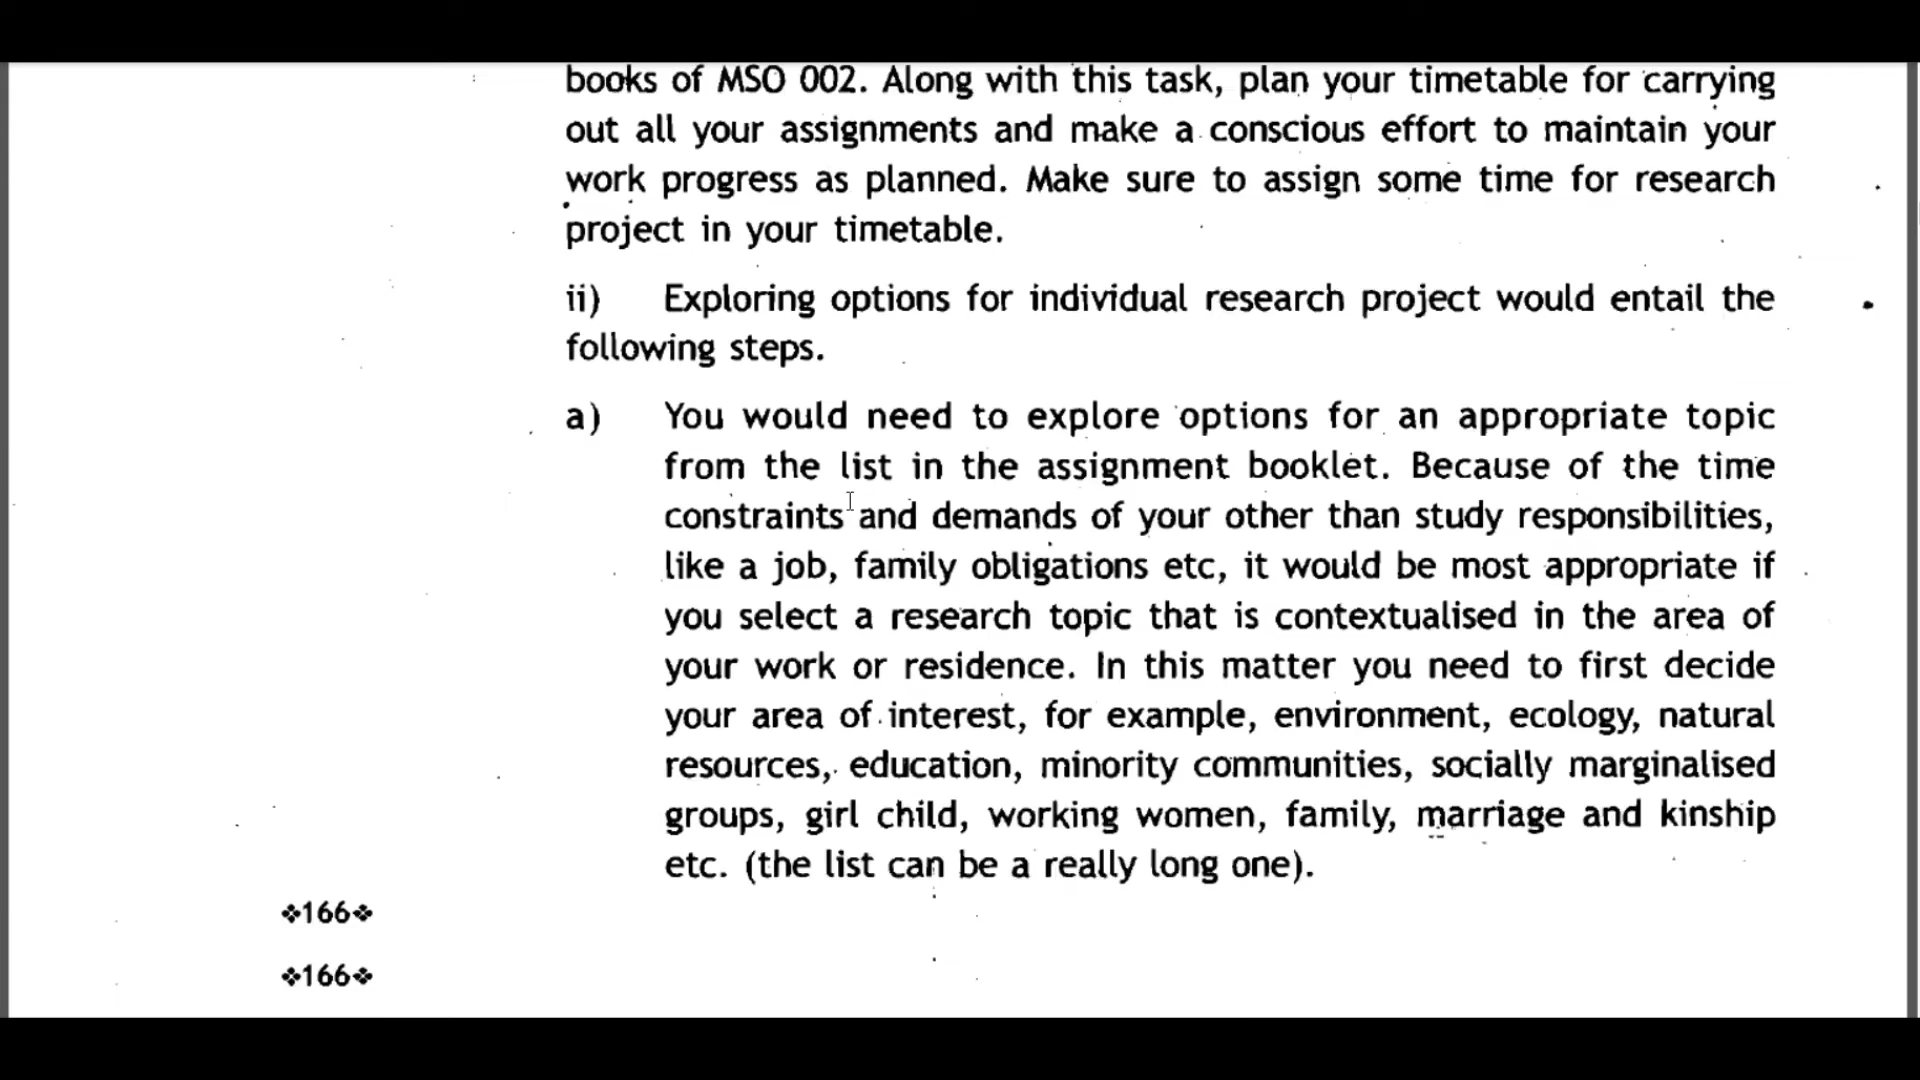 books of MSO 002. Along with this task, plan your timetable for carrying
out all your assignments and make a conscious effort to maintain your
work progress as planned. Make sure to assign some time for research
project in your timetable.
ii) Exploring options for individual research project would entail the
following steps.
a) You would need to explore options for an appropriate topic
from the list in the assignment booklet. Because of the time
constraints and demands of your other than study responsibilities,
like a job, family obligations etc, it would be most appropriate if
you select a research topic that is contextualised in the area of
your work or residence. In this matter you need to first decide
your area of interest, for example, environment, ecology, natural
resources, education, minority communities, socially marginalised
groups, girl child, working women, family, marriage and kinship
etc. (the list can be a really long one).
❖166❖
❖166❖